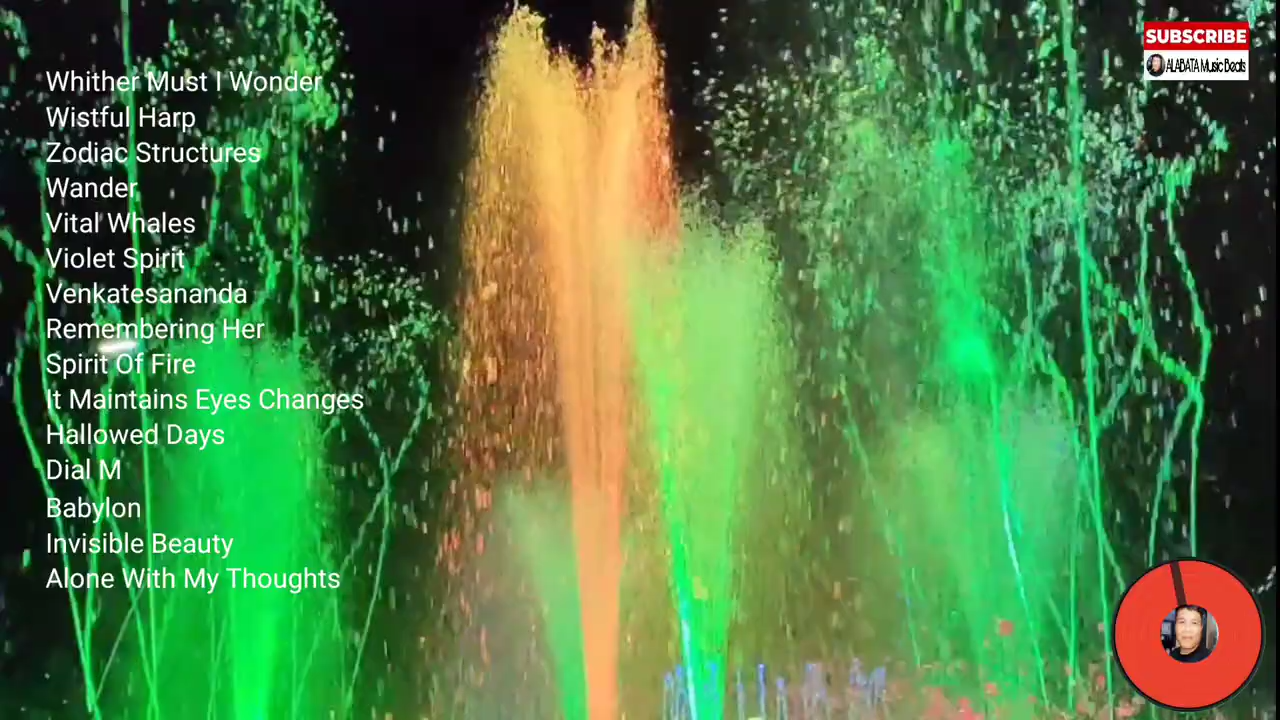 SUBSCRIBE
ALABATA Music Beats
Whither Must I Wonder
Wistful Harp
Zodiac Structures
Wander
Vital Whales
Violet Spirit
Venkatesananda
Remembering Her
Spirit Of Fire
It Maintains Eyes Changes
Hallowed Days
Dial M
Babylon
Invisible Beauty
Alone With My Thoughts